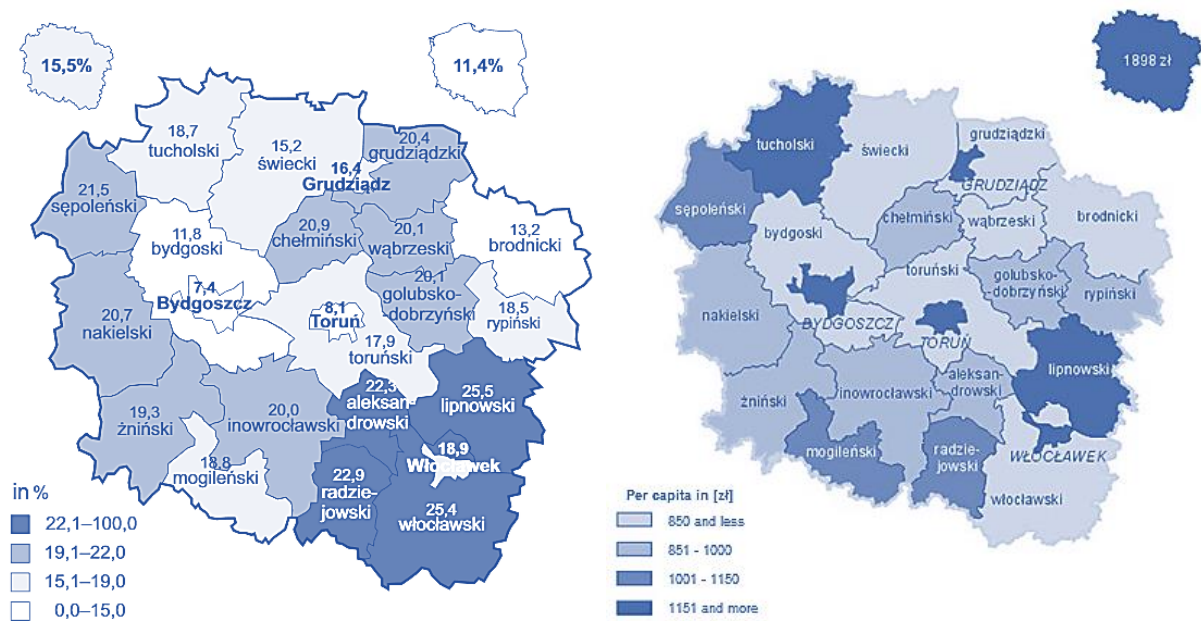 15,5%
11,4%
18,7
tucholski
15,2
świecki
20,4
grudziądzki
16,4
Grudziądz
21,5
sępoleński
11,8
bydgoski
20,9
chełmiński
20,1
wąbrzeski
13,2
brodnicki
7,4
Bydgoszcz
20,1
golubsko-
dobrzyński
18,5
rypiński
20,7
nakielski
8,1
Toruń
17,9
toruński
22,3
aleksan-
drowski
25,5
lipnowski
19,3
żniński
20,0
inowrocławski
18,9
Włocławek
18,8
mogileński
22,9
radzie-
jowski
25,4
włocławski
in %
22,1–100,0
19,1–22,0
15,1–19,0
0,0–15,0
1898 zł
tucholski
świecki
grudziądzki
GRUDZIĄDZ
sępoleński
chełmiński
wąbrzeski
brodnicki
bydgoski
toruński
golubsko-
dobrzyński
rypiński
nakielski
BYDGOSZCZ
TORUŃ
lipnowski
aleksan-
drowski
żniński
inowrocławski
mogileński
radzie-
jowski
WŁOCŁAWEK
włocławski
Per capita in [zł]
850 and less
851 - 1000
1001 - 1150
1151 and more